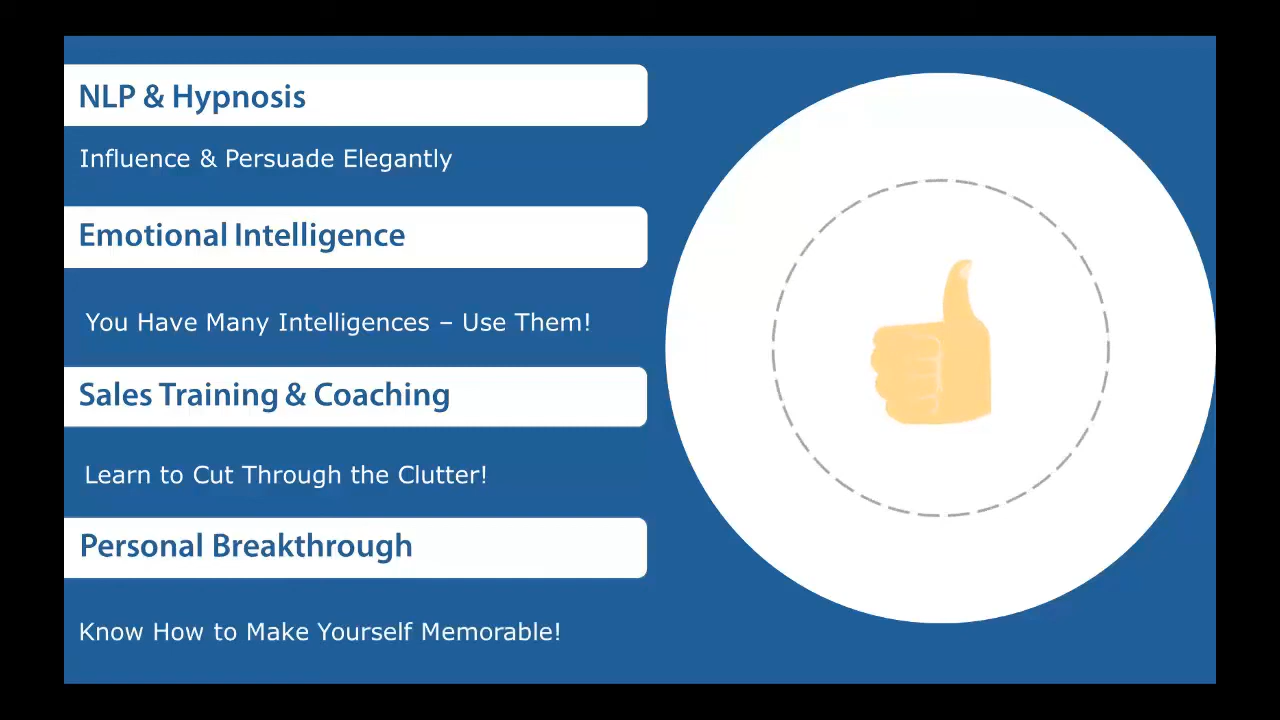 NLP & Hypnosis
Influence & Persuade Elegantly
Emotional Intelligence
You Have Many Intelligences – Use Them!
Sales Training & Coaching
Learn to Cut Through the Clutter!
Personal Breakthrough
Know How to Make Yourself Memorable!